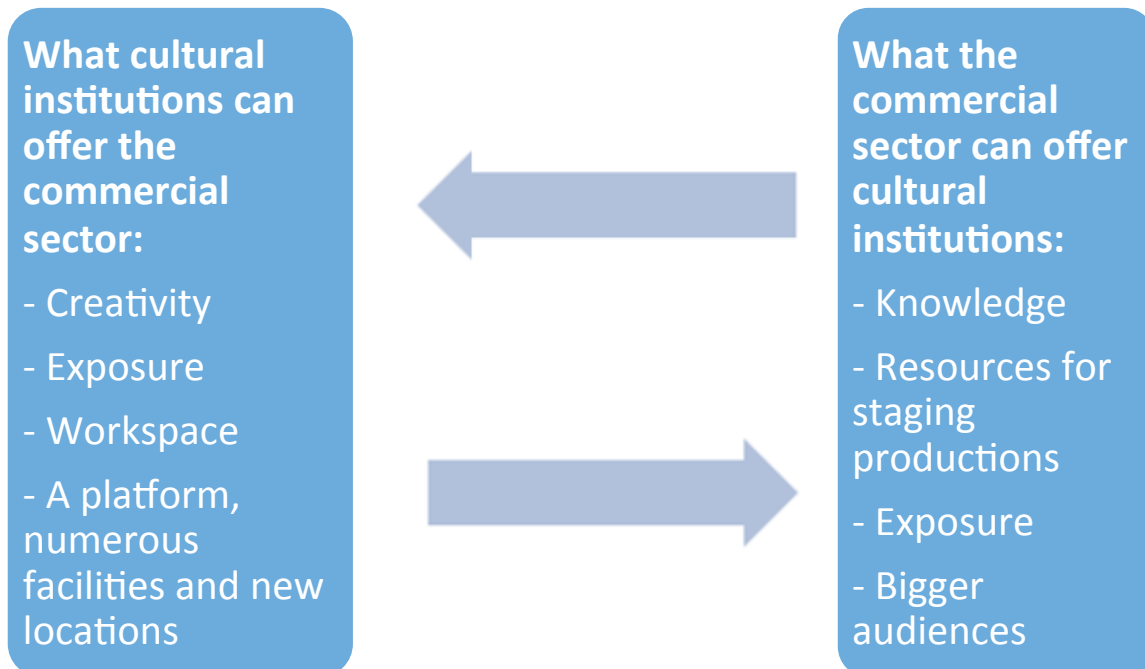 What cultural
institutions can
offer the
commercial
sector:
- Creativity
- Exposure
- Workspace
- A platform,
numerous
facilities and new
locations
What the
commercial
sector can offer
cultural
institutions:
- Knowledge
- Resources for
staging
productions
- Exposure
- Bigger
audiences